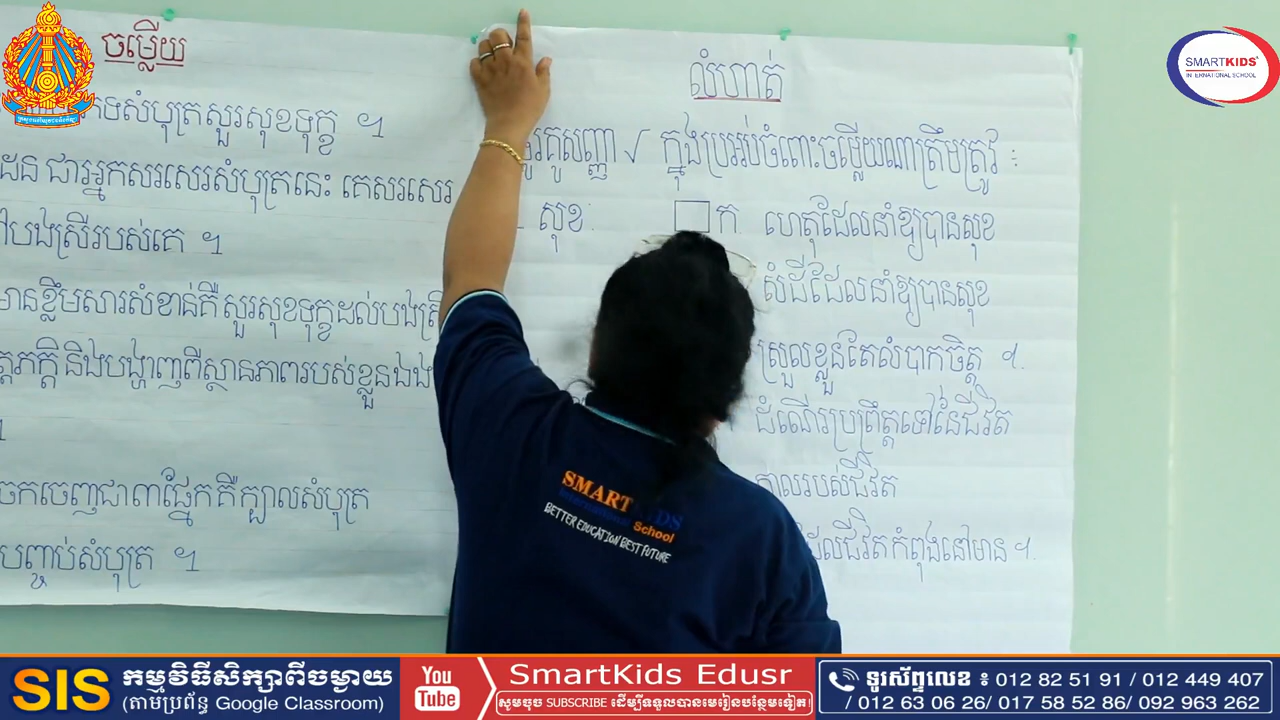 ចម្លើយ
សំបុត្រសួរសុខទុក្ខ ។
ជាអ្នកសរសេរសំបុត្រនេះ គេសរសេរ
បងស្រីរបស់គេ ។
មានខ្លឹមសារសំខាន់គឺ សួរសុខទុក្ខដល់បងស្រី
និងបង្ហាញពីស្ថានភាពរបស់ខ្លួនឯង
ចែកចេញជា៣ផ្នែក គឺ ក្បាលសំបុត្រ
បញ្ចប់សំបុត្រ ។
លំហាត់
គូសញ្ញា ✓ ក្នុងប្រអប់ចំពោះចម្លើយណាត្រឹមត្រូវ ៖
សុខ: ក ហេតុដែលនាំឱ្យបានសុខ
សំដីដែលនាំឱ្យបានសុខ
ស្រួលខ្លួនតែលំបាកចិត្ត ។
ដំណើរប្រព្រឹត្តទៅនៃជីវិត
កាលរបស់ជីវិត
ដែលជីវិតកំពុងនៅមាន ។
SMARTKIDS
International School
BETTER EDUCATION BEST FUTURE
SMARTKIDS
INTERNATIONAL SCHOOL
SIS កម្មវិធីសិក្សាពីចម្ងាយ
(តាមប្រព័ន្ធ Google Classroom)
You Tube
SmartKids Edusr
សូមចុច SUBSCRIBE ដើម្បីទទួលបានមេរៀនបន្ថែមទៀត!
ទូរស័ព្ទលេខ ៖ 012 82 51 91 / 012 449 407
/ 012 63 06 26/ 017 58 52 86/ 092 963 262